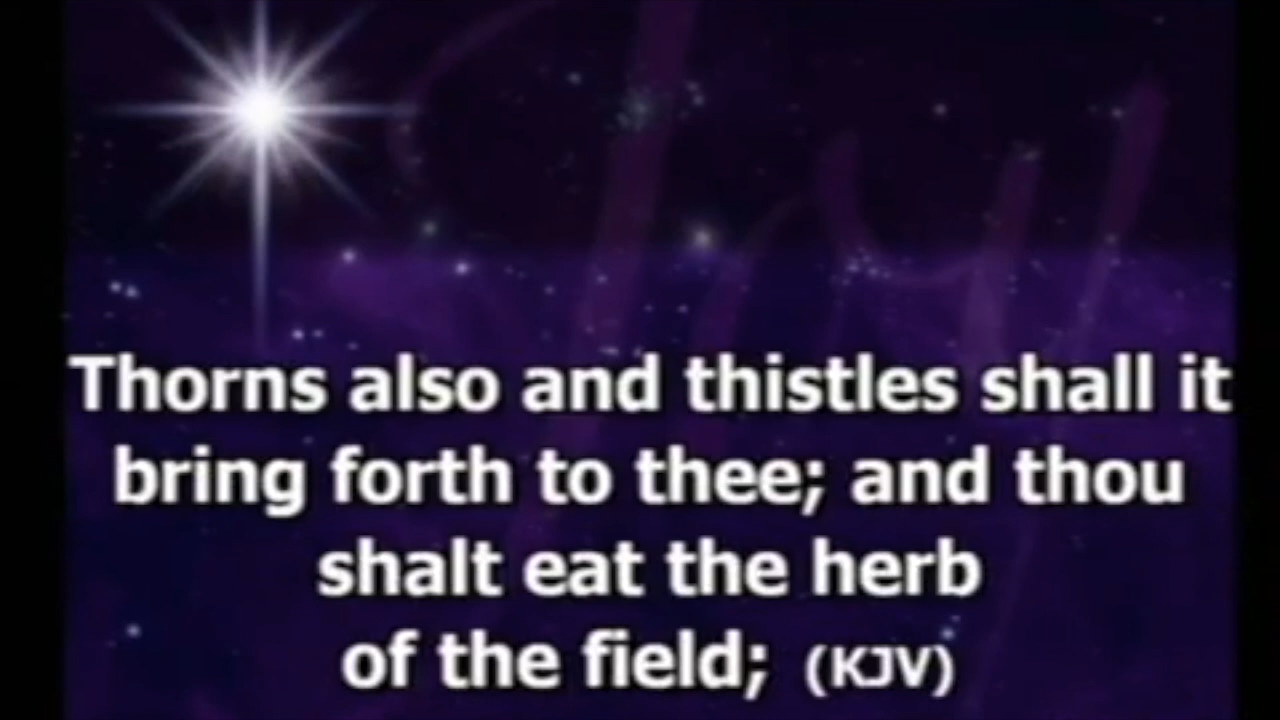 Thorns also and thistles shall it
bring forth to thee; and thou
shalt eat the herb
of the field; (KJV)